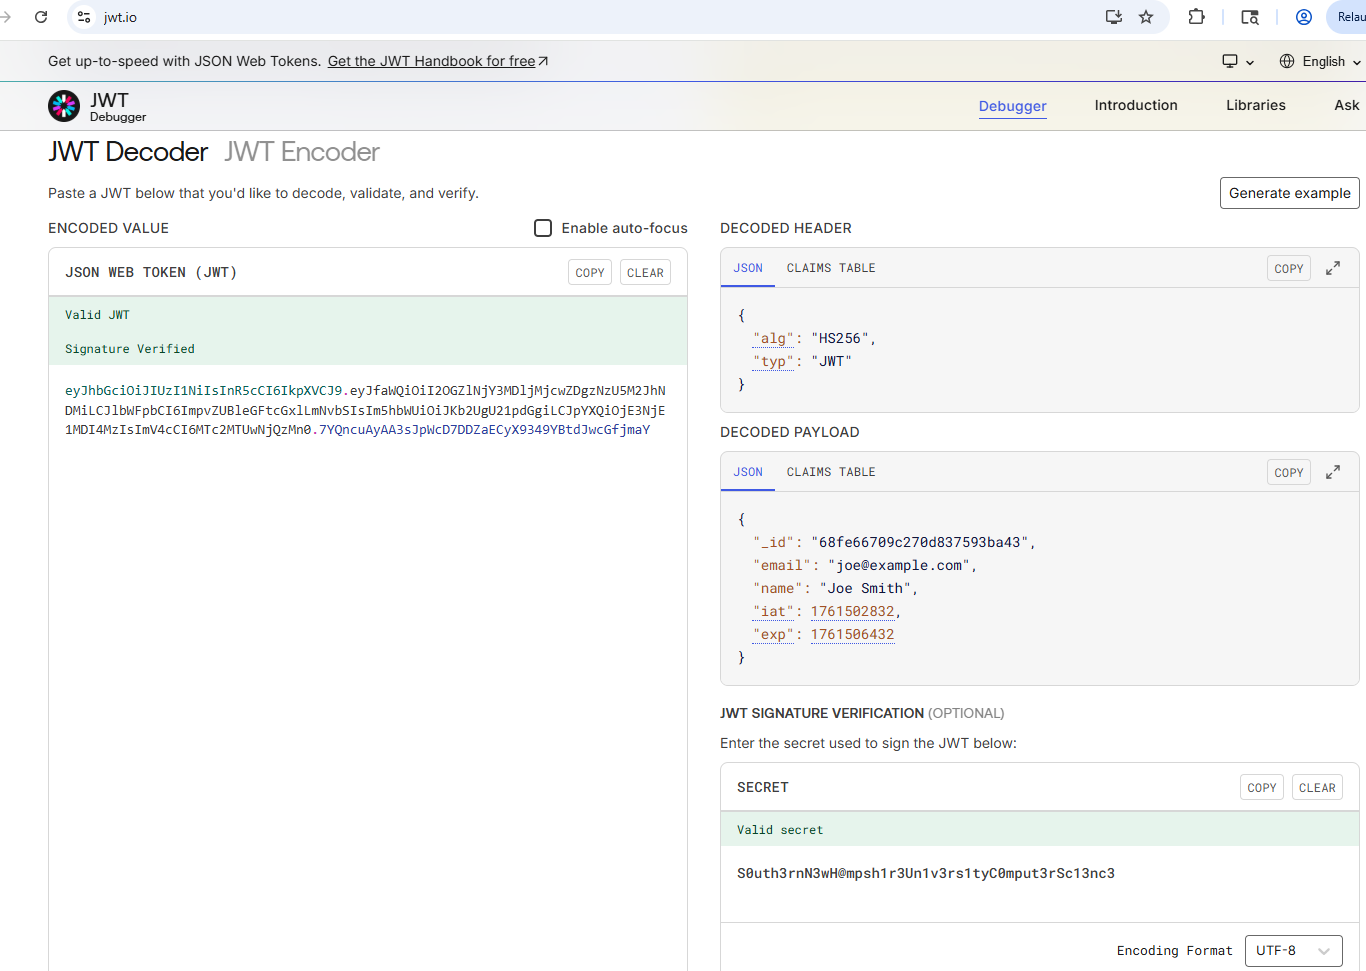 jwt.io
Relau
Get up-to-speed with JSON Web Tokens. Get the JWT Handbook for free
English
JWT
Debugger
Debugger
Introduction
Libraries
Ask
JWT Decoder
JWT Encoder
Paste a JWT below that you'd like to decode, validate, and verify.
Generate example
ENCODED VALUE
Enable auto-focus
JSON WEB TOKEN (JWT)
COPY
CLEAR
Valid JWT
Signature Verified
eyJhbGciOiJIUzI1NiIsInR5cCI6IkpXVCJ9.eyJfaWQiOiI2OGZlNjY3MDljMjcwZDgzNzU5M2JhN
DMiLCJlbWFpbCI6ImpvZUBleGFtcGxlLmNvbSIsIm5hbWUiOiJKb2UgU21pdGgiLCJpYXQiOjE3NjE
1MDI4MzIsImV4cCI6MTc2MTUwNjQzMn0.7YQncuAyAA3sJpWcD7DDZaECyX9349YBtdJwcGfjmaY
DECODED HEADER
JSON
CLAIMS TABLE
COPY
{
"alg": "HS256",
"typ": "JWT"
}
DECODED PAYLOAD
JSON
CLAIMS TABLE
COPY
{
"_id": "68fe66709c270d837593ba43",
"email": "joe@example.com",
"name": "Joe Smith",
"iat": 1761502832,
"exp": 1761506432
}
JWT SIGNATURE VERIFICATION (OPTIONAL)
Enter the secret used to sign the JWT below:
SECRET
COPY
CLEAR
Valid secret
S0uth3rnN3wH@mpsh1r3Un1v3rs1tyC0mput3rSc13nc3
Encoding Format
UTF-8